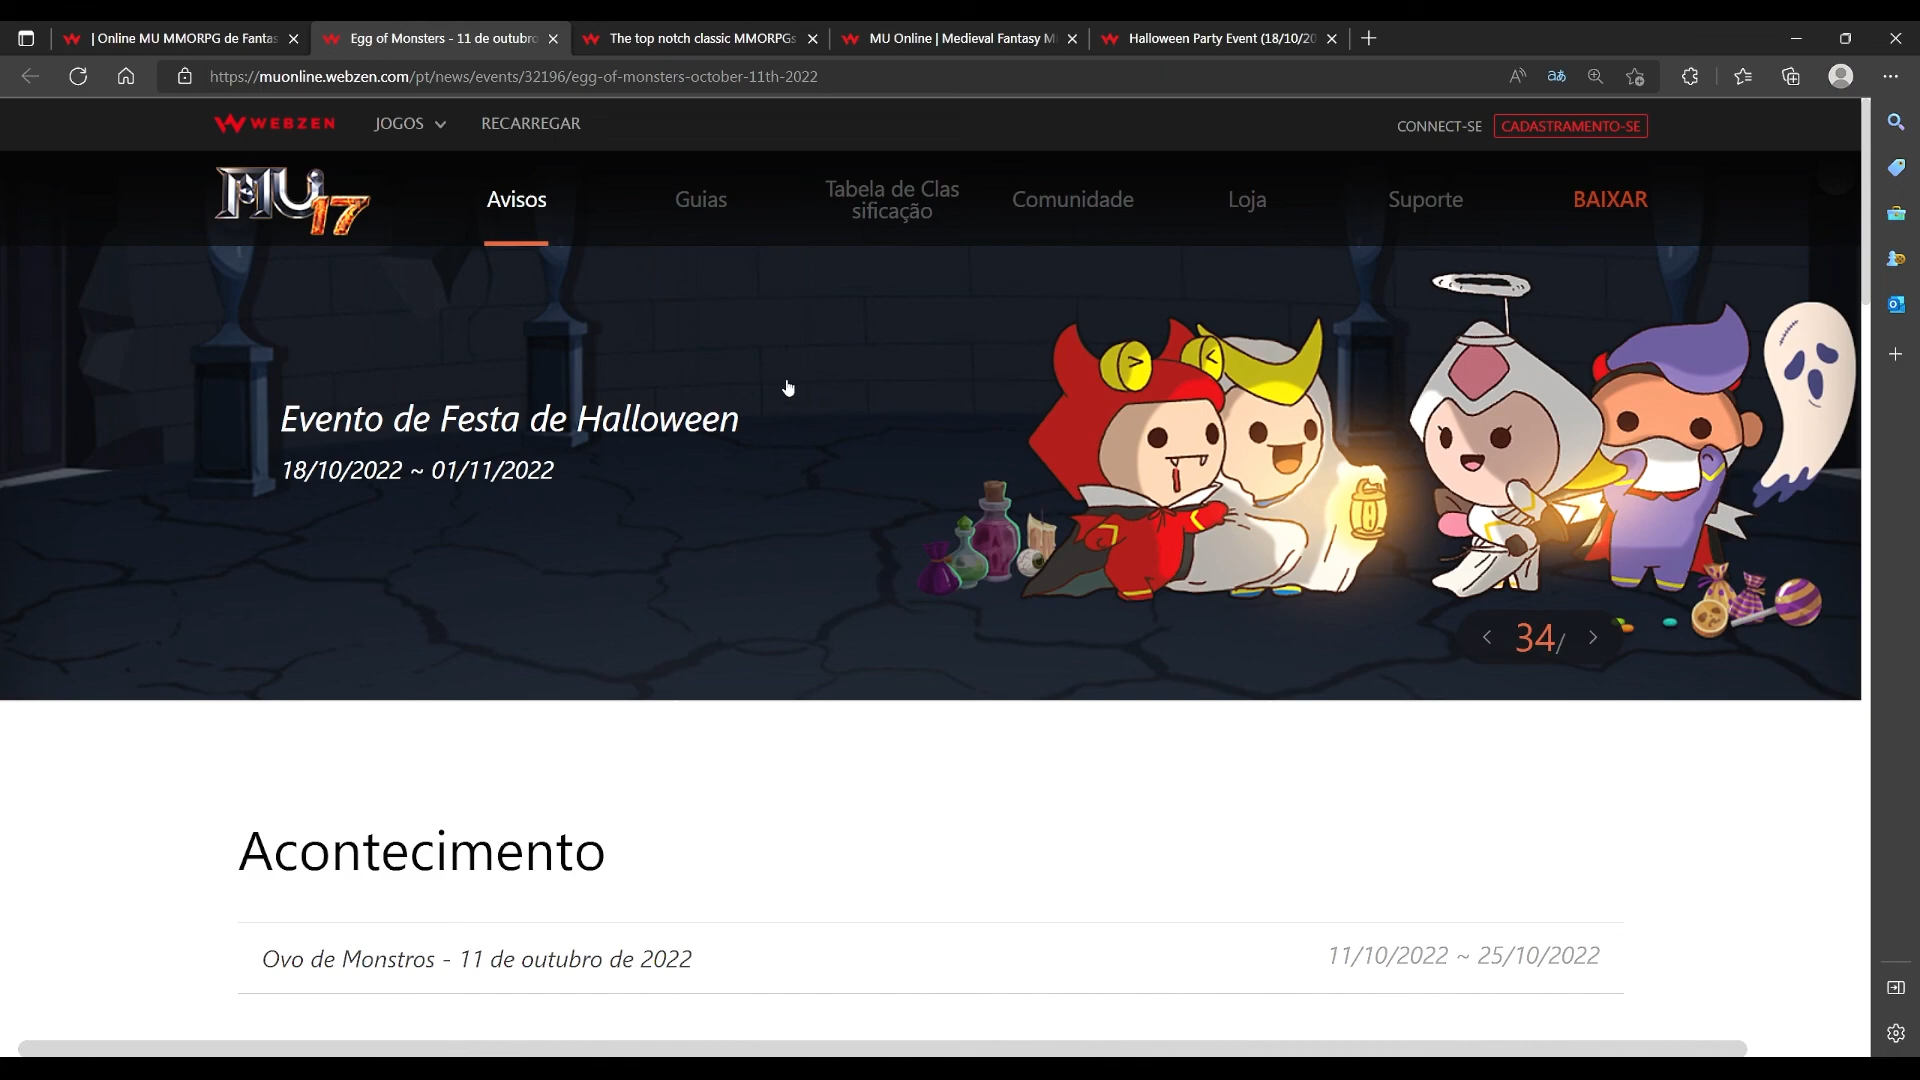 | Online MU MMORPG de Fantas
Egg of Monsters - 11 de outubro
The top notch classic MMORPGs
MU Online | Medieval Fantasy M
Halloween Party Event (18/10/20
https://muonline.webzen.com/pt/news/events/32196/egg-of-monsters-october-11th-2022
WEBZEN
JOGOS
RECARREGAR
CONNECT-SE
CADASTRAMENTO-SE
MU 17
Avisos
Guias
Tabela de Clas
sificação
Comunidade
Loja
Suporte
BAIXAR
Evento de Festa de Halloween
18/10/2022 ~ 01/11/2022
34/
Acontecimento
Ovo de Monstros - 11 de outubro de 2022
11/10/2022 ~ 25/10/2022